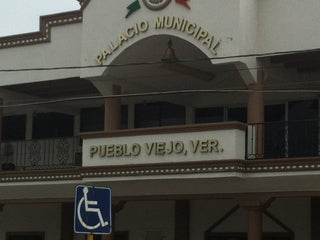 PALACIO MUNICIPAL
PUEBLO VIEJO, VER.